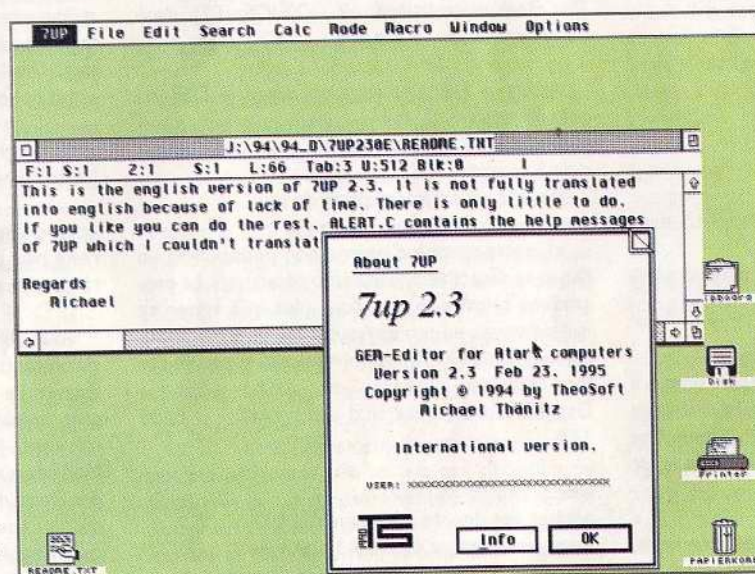 7UP File Edit Search Calc Mode Macro Window Options
J:\94\94_D\7UP230E\README.TXT
F:1 S:1 Z:1 S:1 L:66 Tab:3 U:512 Blk:0
This is the english version of 7UP 2.3. It is not fully translated
into english because of lack of time. There is only little to do.
If you like you can do the rest. ALERT.C contains the help messages
of 7UP which I couldn't translat
Regards
Michael
About 7UP
7up 2.3
GEM-Editor for Atari computers
Version 2.3 Feb 23. 1995
Copyright © 1994 by TheoSoft
Michael Thänitz
International version.
USER:
Info
OK
Disk
Printer
PAPIERKORB
README.TXT